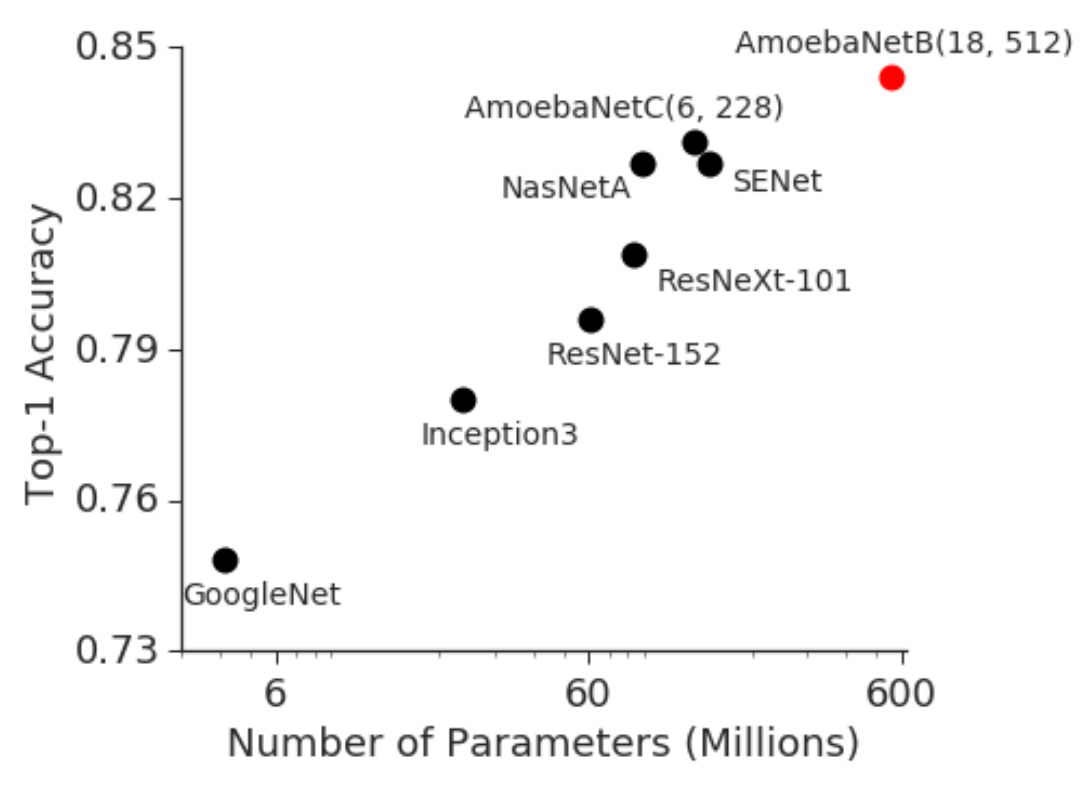 0.85
0.82
0.79
0.76
0.73
Top-1 Accuracy
AmoebaNetB(18, 512)
AmoebaNetC(6, 228)
NasNetA
SENet
ResNeXt-101
ResNet-152
Inception3
GoogleNet
6
60
600
Number of Parameters (Millions)